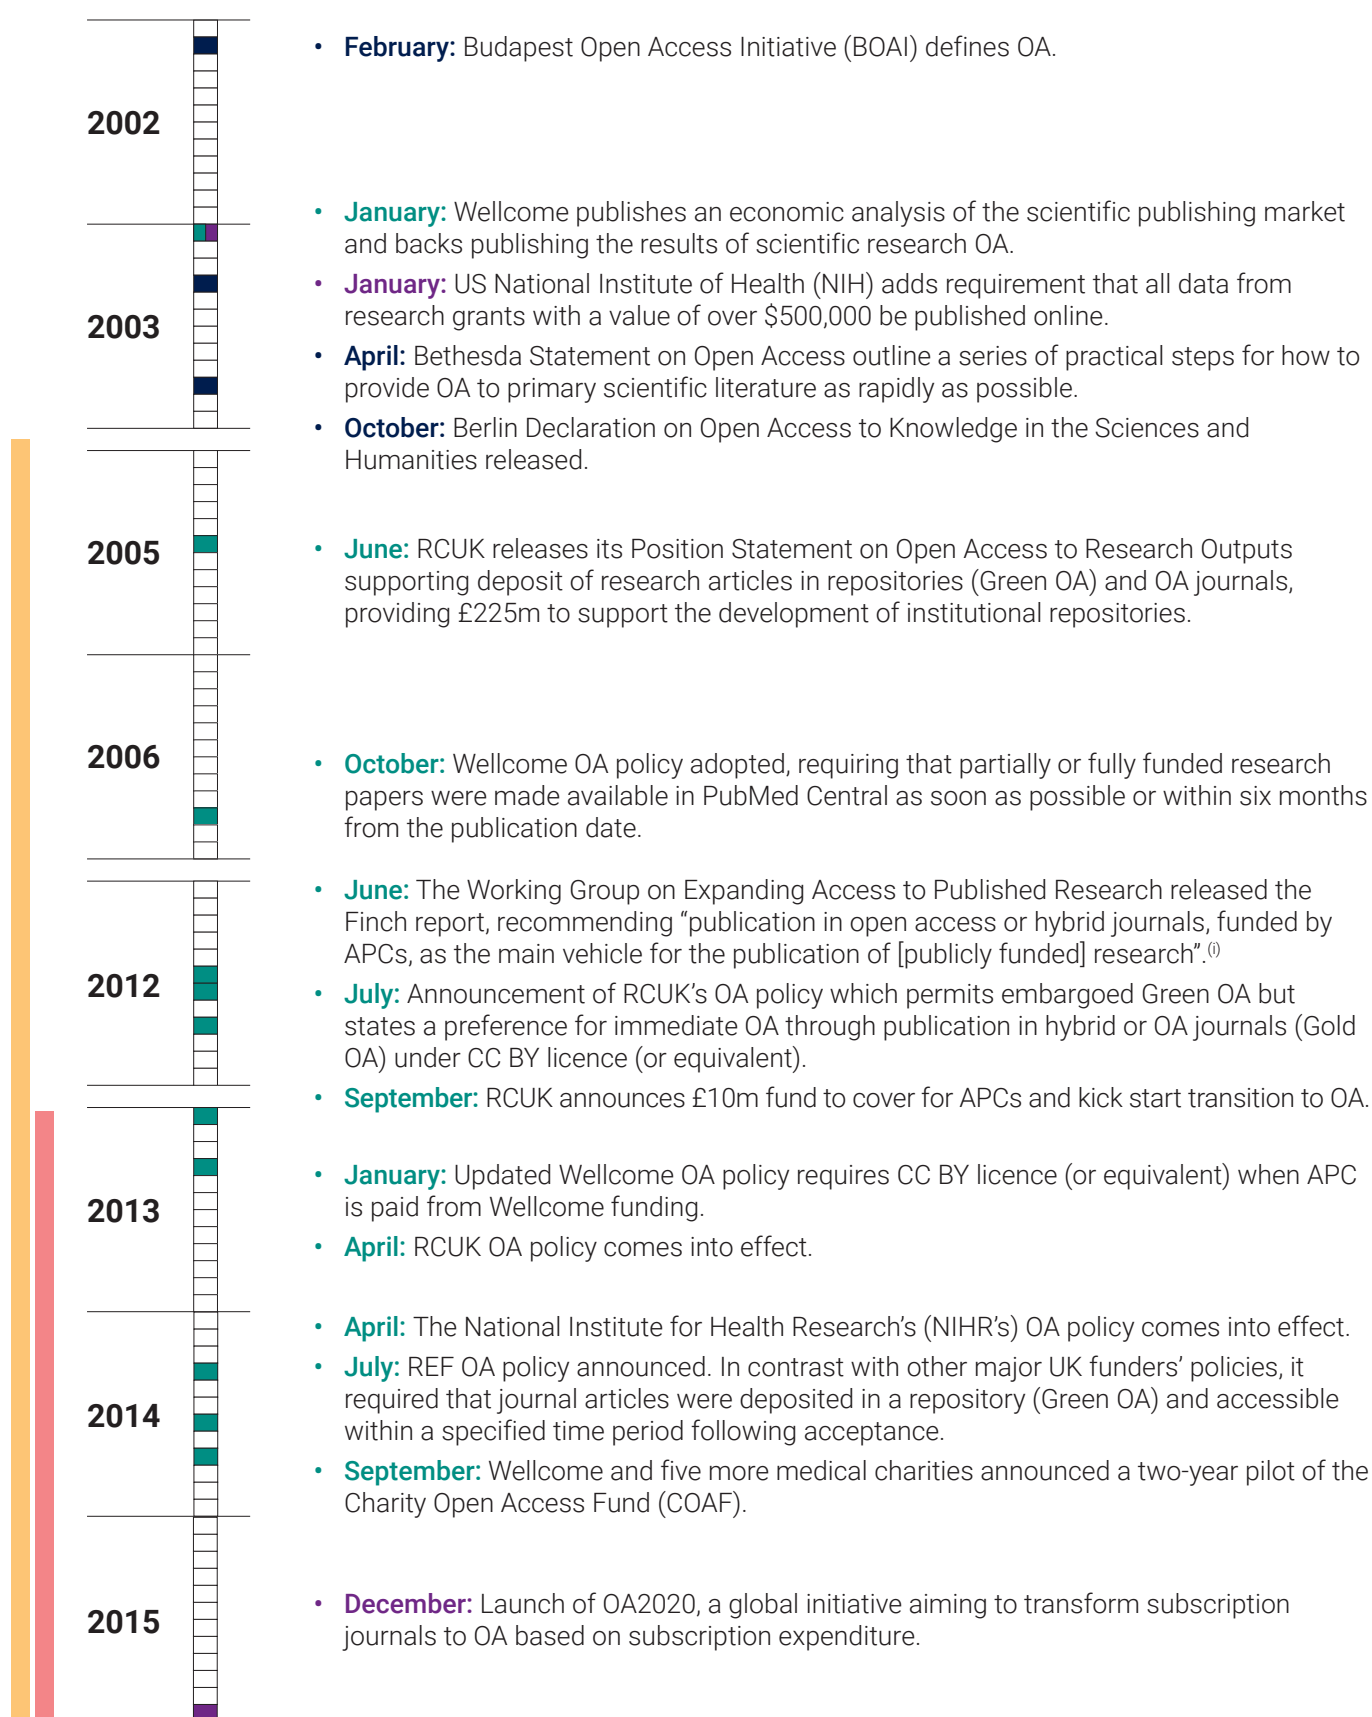 • February: Budapest Open Access Initiative (BOAI) defines OA.
2002
• January: Wellcome publishes an economic analysis of the scientific publishing market
and backs publishing the results of scientific research OA.
• January: US National Institute of Health (NIH) adds requirement that all data from
research grants with a value of over $500,000 be published online.
2003
• April: Bethesda Statement on Open Access outline a series of practical steps for how to
provide OA to primary scientific literature as rapidly as possible.
• October: Berlin Declaration on Open Access to Knowledge in the Sciences and
Humanities released.
2005
• June: RCUK releases its Position Statement on Open Access to Research Outputs
supporting deposit of research articles in repositories (Green OA) and OA journals,
providing £225m to support the development of institutional repositories.
2006
• October: Wellcome OA policy adopted, requiring that partially or fully funded research
papers were made available in PubMed Central as soon as possible or within six months
from the publication date.
• June: The Working Group on Expanding Access to Published Research released the
Finch report, recommending “publication in open access or hybrid journals, funded by
APCs, as the main vehicle for the publication of [publicly funded] research”.(i)
2012
• July: Announcement of RCUK’s OA policy which permits embargoed Green OA but
states a preference for immediate OA through publication in hybrid or OA journals (Gold
OA) under CC BY licence (or equivalent).
• September: RCUK announces £10m fund to cover for APCs and kick start transition to OA.
• January: Updated Wellcome OA policy requires CC BY licence (or equivalent) when APC
is paid from Wellcome funding.
2013
• April: RCUK OA policy comes into effect.
• April: The National Institute for Health Research’s (NIHR’s) OA policy comes into effect.
• July: REF OA policy announced. In contrast with other major UK funders’ policies, it
required that journal articles were deposited in a repository (Green OA) and accessible
within a specified time period following acceptance.
2014
• September: Wellcome and five more medical charities announced a two-year pilot of the
Charity Open Access Fund (COAF).
• December: Launch of OA2020, a global initiative aiming to transform subscription
journals to OA based on subscription expenditure.
2015